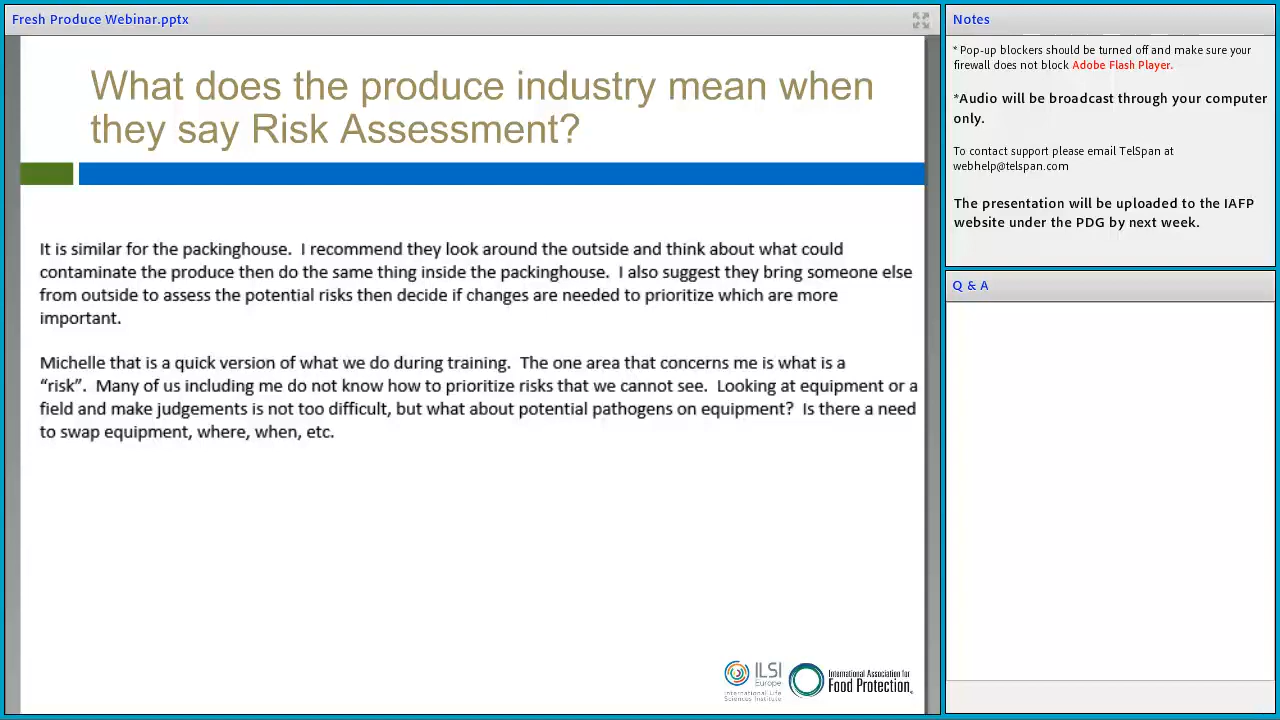 Fresh Produce Webinar.pptx
What does the produce industry mean when
they say Risk Assessment?
It is similar for the packinghouse.  I recommend they look around the outside and think about what could
contaminate the produce then do the same thing inside the packinghouse.  I also suggest they bring someone else
from outside to assess the potential risks then decide if changes are needed to prioritize which are more
important.
Michelle that is a quick version of what we do during training.  The one area that concerns me is what is a
“risk”.  Many of us including me do not know how to prioritize risks that we cannot see.  Looking at equipment or a
field and make judgements is not too difficult, but what about potential pathogens on equipment?  Is there a need
to swap equipment, where, when, etc.
ILSI
Europe
International Life
Sciences Institute
International Association for
Food Protection®
Notes
* Pop-up blockers should be turned off and make sure your
firewall does not block Adobe Flash Player.
*Audio will be broadcast through your computer
only.
To contact support please email TelSpan at
webhelp@telspan.com
The presentation will be uploaded to the IAFP
website under the PDG by next week.
Q & A